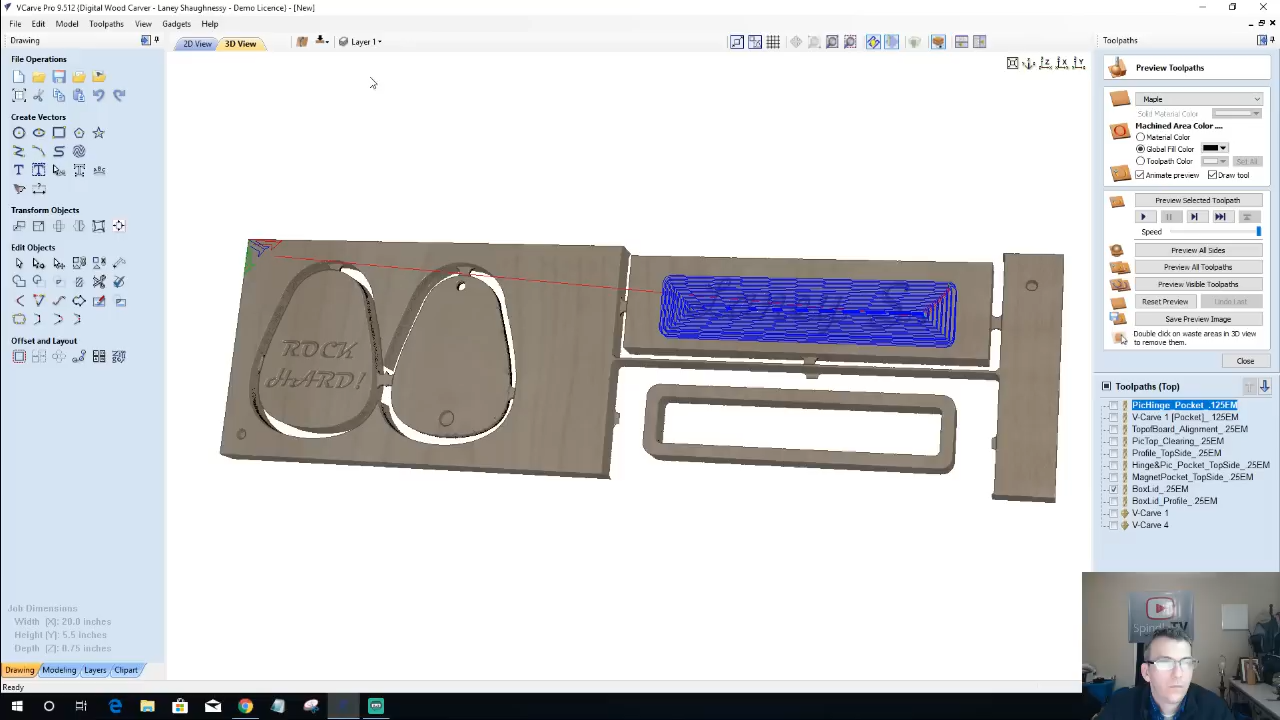 VCarve Pro 9.512 {Digital Wood Carver - Laney Shaughnessy - Demo Licence} - [New]
File Edit Model Toolpaths View Gadgets Help
Drawing
2D View 3D View
Layer 1
Toolpaths
File Operations
Create Vectors
Transform Objects
Edit Objects
Offset and Layout
Job Dimensions
Width [X]: 20.0 inches
Height [Y]: 5.5 inches
Depth [Z]: 0.75 inches
Drawing Modeling Layers Clipart
Ready
ROCK
HARD!
Z X Y
Preview Toolpaths
Maple
Solid Material Color
Machined Area Color ....
Material Color
Global Fill Color
Toolpath Color Set All
Animate preview Draw tool
Preview Selected Toolpath
Speed
Preview All Sides
Preview All Toolpaths
Preview Visible Toolpaths
Reset Preview Undo Last
Save Preview Image
Double click on waste areas in 3D view
to remove them.
Close
Toolpaths (Top)
PicHinge_Pocket_.125EM
V-Carve 1 [Pocket]_.125EM
TopofBoard_Alignment_.25EM
PicTop_Clearing_.25EM
Profile_TopSide_.25EM
Hinge&Pic_Pocket_TopSide_.25EM
MagnetPocket_TopSide_.25EM
BoxLid_.25EM
BoxLid_Profile_.25EM
V-Carve 1
V-Carve 4